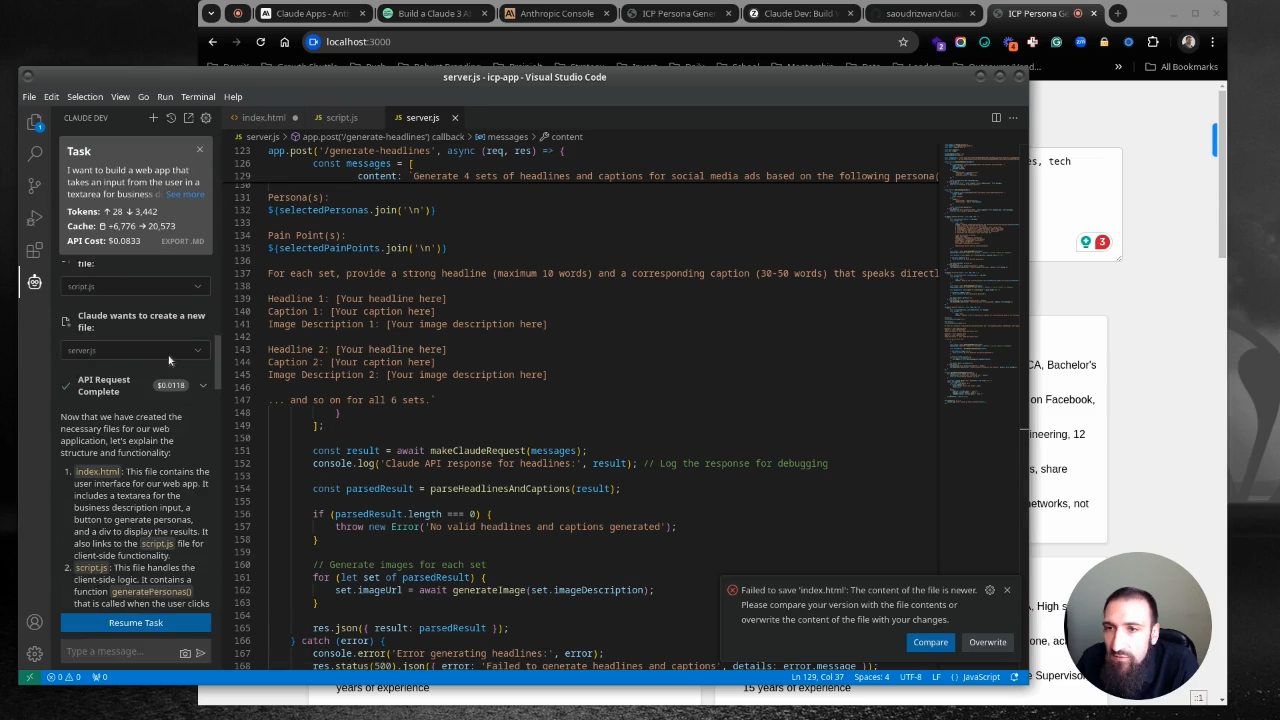 Claude Apps - Anth
Build a Claude 3 A
Anthropic Console
ICP Persona Gene
Claude Dev: Build
saoudrizwan/clau
ICP Persona G
localhost:3000
All Bookmarks
server.js - icp-app - Visual Studio Code
File Edit Selection View Go Run Terminal Help
CLAUDE DEV
index.html
script.js
server.js
server.js > app.post('/generate-headlines') callback > messages > content
Task
I want to build a web app that
takes an input from the user in a
textarea for business d See more
Tokens: ↑ 28 ↓ 3,442
Cache: +6,776 → 20,573
API Cost: $0.0833
EXPORT .MD
file:
script.js
Claude wants to create a new
file:
server.js
API Request
Complete
$0.0118
Now that we have created the
necessary files for our web
application, let's explain the
structure and functionality:
1. index.html : This file contains the
user interface for our web app. It
includes a textarea for the
business description input, a
button to generate personas,
and a div to display the results. It
also links to the script.js file for
client-side functionality.
2. script.js : This file handles the
client-side logic. It contains a
function generatePersonas()
that is called when the user clicks
Resume Task
Type a message...
123 app.post('/generate-headlines', async (req, res) => {
126 const messages = [
129 content: `Generate 4 sets of headlines and captions for social media ads based on the following persona(
130
131 Persona(s):
132 ${selectedPersonas.join('\n')}
133
134 Pain Point(s):
135 ${selectedPainPoints.join('\n')}
136
137 For each set, provide a strong headline (maximum 10 words) and a corresponding caption (30-50 words) that speaks directl
138
139 Headline 1: [Your headline here]
140 Caption 1: [Your caption here]
141 Image Description 1: [Your image description here]
142
143 Headline 2: [Your headline here]
144 Caption 2: [Your caption here]
145 Image Description 2: [Your image description here]
146
147 ... and so on for all 6 sets.`
148 }
149 ];
150
151 const result = await makeClaudeRequest(messages);
152 console.log('Claude API response for headlines:', result); // Log the response for debugging
153
154 const parsedResult = parseHeadlinesAndCaptions(result);
155
156 if (parsedResult.length === 0) {
157 throw new Error('No valid headlines and captions generated');
158 }
159
160 // Generate images for each set
161 for (let set of parsedResult) {
162 set.imageUrl = await generateImage(set.imageDescription);
163 }
164
165 res.json({ result: parsedResult });
166 } catch (error) {
167 console.error('Error generating headlines:', error);
168 res.status(500).json({ error: 'Failed to generate headlines and captions', details: error.message });
Failed to save 'index.html': The content of the file is newer.
Please compare your version with the file contents or
overwrite the content of the file with your changes.
Compare
Overwrite
0 0 0
Ln 129, Col 37 Spaces: 4 UTF-8 LF {} JavaScript
es, tech
3
CA, Bachelor's
on Facebook,
ineering, 12
s, share
networks, not
A, High s
e Supervisor
years of experience
15 years of experience
::1